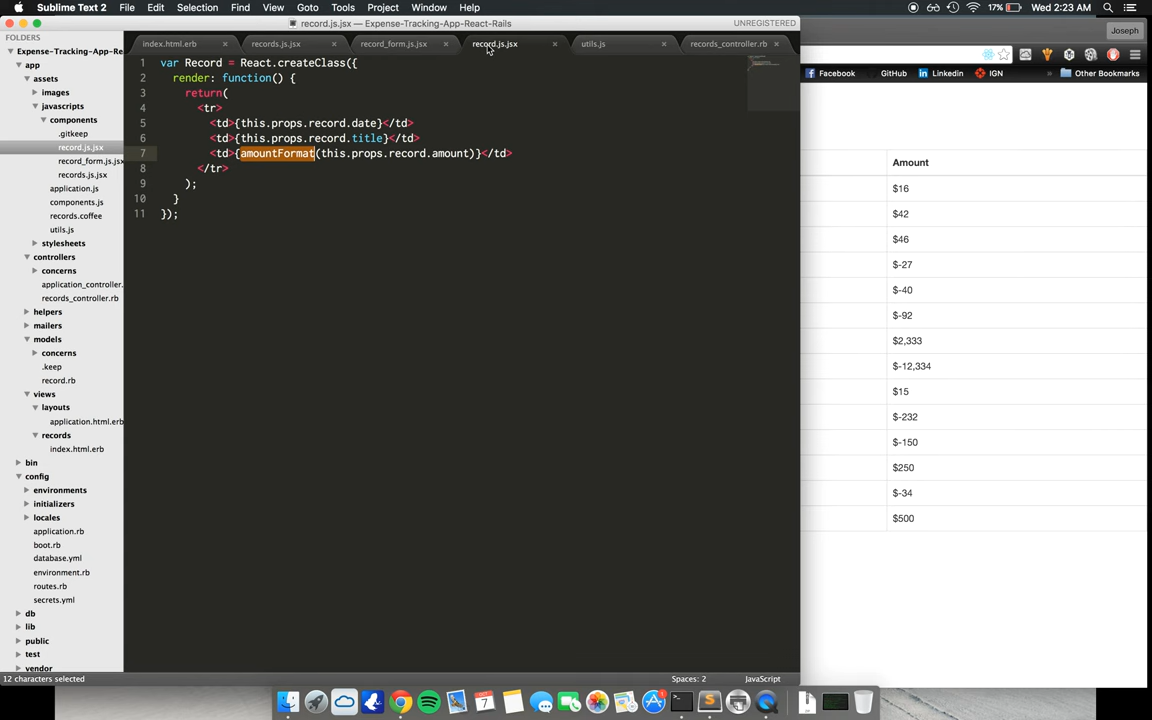 Sublime Text 2 File Edit Selection Find View Goto Tools Project Window Help 17% Wed 2:23 AM
record.js.jsx — Expense-Tracking-App-React-Rails UNREGISTERED
Joseph
FOLDERS
index.html.erb records.js.jsx record_form.js.jsx record.js.jsx utils.js records_controller.rb
Expense-Tracking-App-React-Ra
app
assets
images
javascripts
components
.gitkeep
record.js.jsx
record_form.js.jsx
records.js.jsx
application.js
components.js
records.coffee
utils.js
stylesheets
controllers
concerns
application_controller.
records_controller.rb
helpers
mailers
models
concerns
.keep
record.rb
views
layouts
application.html.erb
records
index.html.erb
bin
config
environments
initializers
locales
application.rb
boot.rb
database.yml
environment.rb
routes.rb
secrets.yml
db
lib
public
test
vendor
1 var Record = React.createClass({
2 render: function() {
3 return(
4 <tr>
5 <td>{this.props.record.date}</td>
6 <td>{this.props.record.title}</td>
7 <td>{amountFormat(this.props.record.amount)}</td>
8 </tr>
9 );
10 }
11 });
Facebook GitHub Linkedin IGN » Other Bookmarks
Amount
$16
$42
$46
$-27
$-40
$-92
$2,333
$-12,334
$15
$-232
$-150
$250
$-34
$500
12 characters selected Spaces: 2 JavaScript